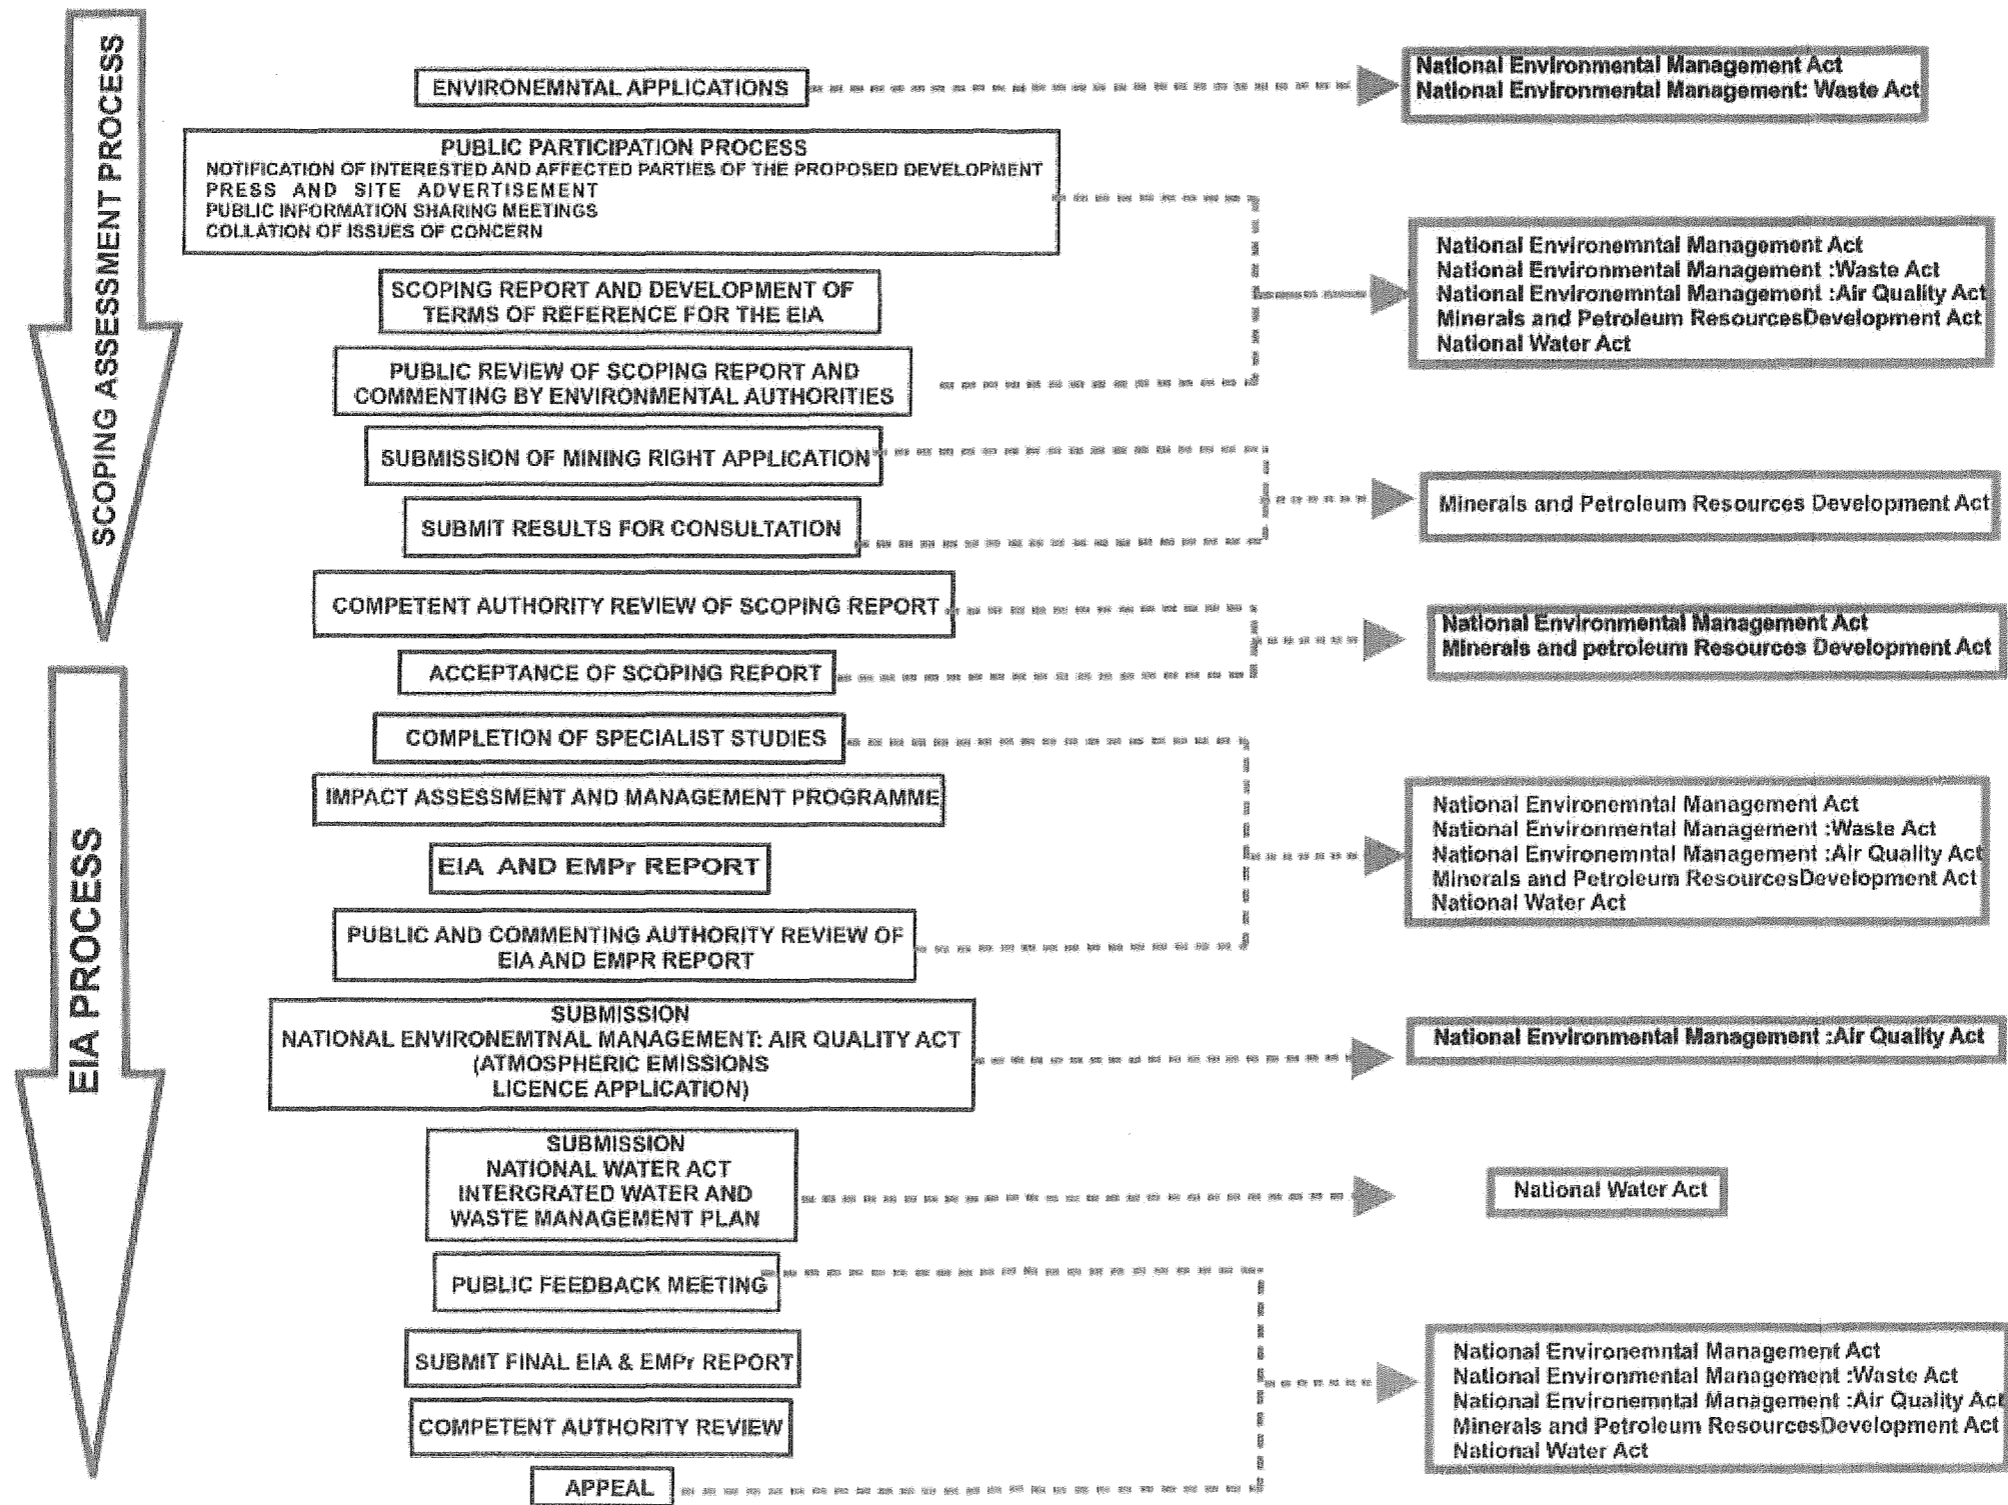 SCOPING ASSESSMENT PROCESS
ENVIRONEMNTAL APPLICATIONS
National Environmental Management Act
National Environmental Management: Waste Act
PUBLIC PARTICIPATION PROCESS
NOTIFICATION OF INTERESTED AND AFFECTED PARTIES OF THE PROPOSED DEVELOPMENT
PRESS AND SITE ADVERTISEMENT
PUBLIC INFORMATION SHARING MEETINGS
COLLATION OF ISSUES OF CONCERN
SCOPING REPORT AND DEVELOPMENT OF
TERMS OF REFERENCE FOR THE EIA
PUBLIC REVIEW OF SCOPING REPORT AND
COMMENTING BY ENVIRONMENTAL AUTHORITIES
National Environemntal Management Act
National Environmental Management :Waste Act
National Environemntal Management :Air Quality Act
Minerals and Petroleum ResourcesDevelopment Act
National Water Act
SUBMISSION OF MINING RIGHT APPLICATION
SUBMIT RESULTS FOR CONSULTATION
Minerals and Petroleum Resources Development Act
COMPETENT AUTHORITY REVIEW OF SCOPING REPORT
ACCEPTANCE OF SCOPING REPORT
National Environmental Management Act
Minerals and petroleum Resources Development Act
EIA PROCESS
COMPLETION OF SPECIALIST STUDIES
IMPACT ASSESSMENT AND MANAGEMENT PROGRAMME
EIA AND EMPr REPORT
PUBLIC AND COMMENTING AUTHORITY REVIEW OF
EIA AND EMPR REPORT
National Environemntal Management Act
National Environmental Management :Waste Act
National Environemntal Management :Air Quality Act
Minerals and Petroleum ResourcesDevelopment Act
National Water Act
SUBMISSION
NATIONAL ENVIRONEMTNAL MANAGEMENT: AIR QUALITY ACT
(ATMOSPHERIC EMISSIONS
LICENCE APPLICATION)
National Environmental Management :Air Quality Act
SUBMISSION
NATIONAL WATER ACT
INTERGRATED WATER AND
WASTE MANAGEMENT PLAN
National Water Act
PUBLIC FEEDBACK MEETING
SUBMIT FINAL EIA & EMPr REPORT
COMPETENT AUTHORITY REVIEW
APPEAL
National Environemntal Management Act
National Environmental Management :Waste Act
National Environemntal Management :Air Quality Act
Minerals and Petroleum ResourcesDevelopment Act
National Water Act